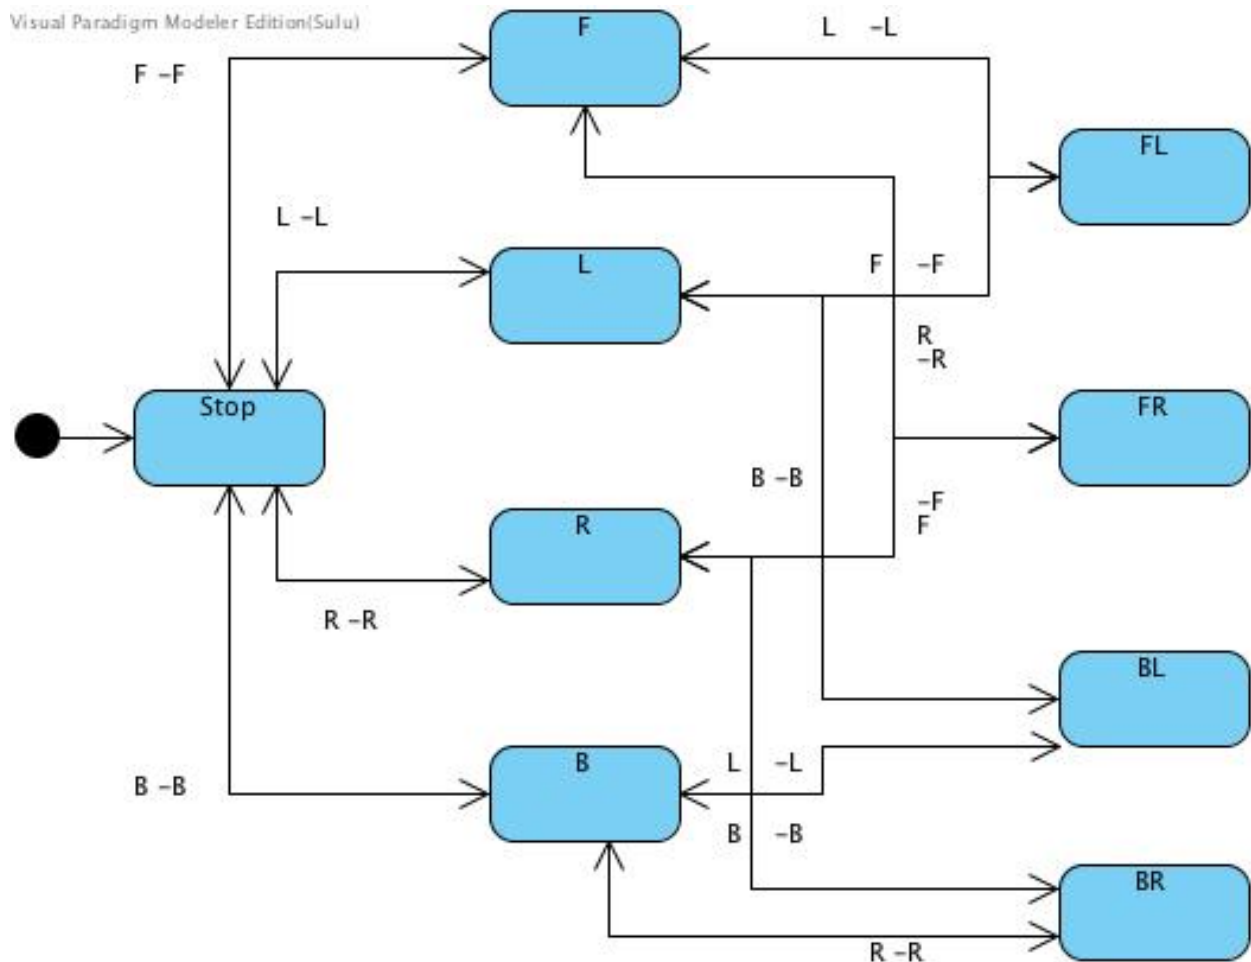 Visual Paradigm Modeler Edition(Sulu)
F
L –L
F –F
FL
L –L
L
F –F
R
–R
Stop
FR
B –B
–F
F
R
R –R
BL
B
L –L
B –B
B –B
BR
R –R